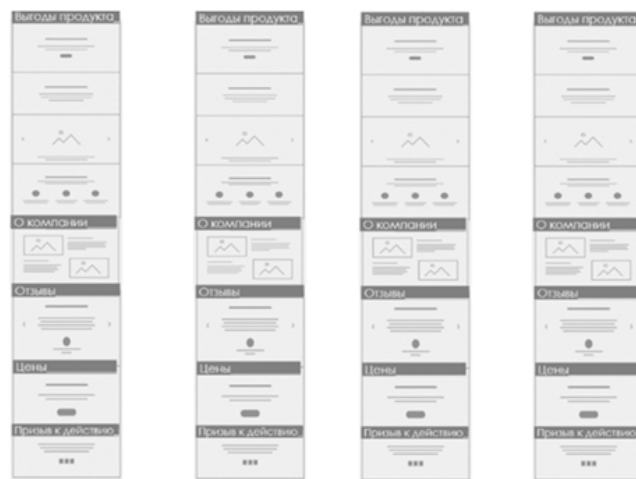 Выгоды продукта
О компании
Отзывы
Цены
Призыв к действию
Выгоды продукта
О компании
Отзывы
Цены
Призыв к действию
Выгоды продукта
О компании
Отзывы
Цены
Призыв к действию
Выгоды продукта
О компании
Отзывы
Цены
Призыв к действию